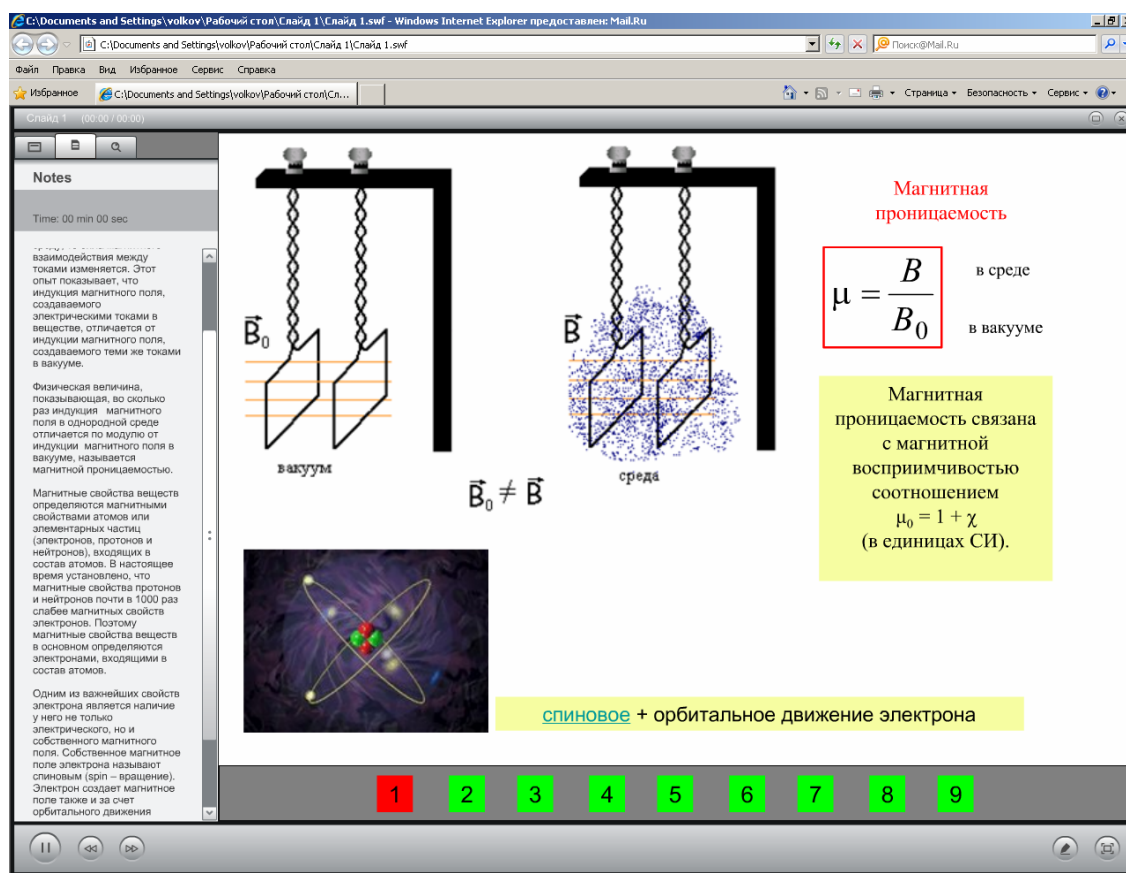 C:\Documents and Settings\volkov\Рабочий стол\Слайд 1\Слайд 1.swf - Windows Internet Explorer предоставлен: Mail.Ru
C:\Documents and Settings\volkov\Рабочий стол\Слайд 1\Слайд 1.swf
Поиск@Mail.Ru
Файл Правка Вид Избранное Сервис Справка
Избранное
C:\Documents and Settings\volkov\Рабочий стол\Сл...
Страница Безопасность Сервис
Слайд 1 (00:00 / 00:00)
Notes
Time: 00 min 00 sec
взаимодействия между
токами изменяется. Этот
опыт показывает, что
индукция магнитного поля,
создаваемого
электрическими токами в
веществе, отличается от
индукции магнитного поля,
создаваемого теми же токами
в вакууме.
Физическая величина,
показывающая, во сколько
раз индукция магнитного
поля в однородной среде
отличается по модулю от
индукции магнитного поля в
вакууме, называется
магнитной проницаемостью.
Магнитные свойства веществ
определяются магнитными
свойствами атомов или
элементарных частиц
(электронов, протонов и
нейтронов), входящих в
состав атомов. В настоящее
время установлено, что
магнитные свойства протонов
и нейтронов почти в 1000 раз
слабее магнитных свойств
электронов. Поэтому
магнитные свойства веществ
в основном определяются
электронами, входящими в
состав атомов.
Одним из важнейших свойств
электрона является наличие
у него не только
электрического, но и
собственного магнитного
поля. Собственное магнитное
поле электрона называют
спиновым (spin – вращение).
Электрон создает магнитное
поле также и за счет
орбитального движения
B⃗₀
вакуум
B⃗
среда
B⃗₀ ≠ B⃗
Магнитная
проницаемость
μ = B / B₀
в среде
в вакууме
Магнитная
проницаемость связана
с магнитной
восприимчивостью
соотношением
μ₀ = 1 + χ
(в единицах СИ).
спиновое + орбитальное движение электрона
1 2 3 4 5 6 7 8 9